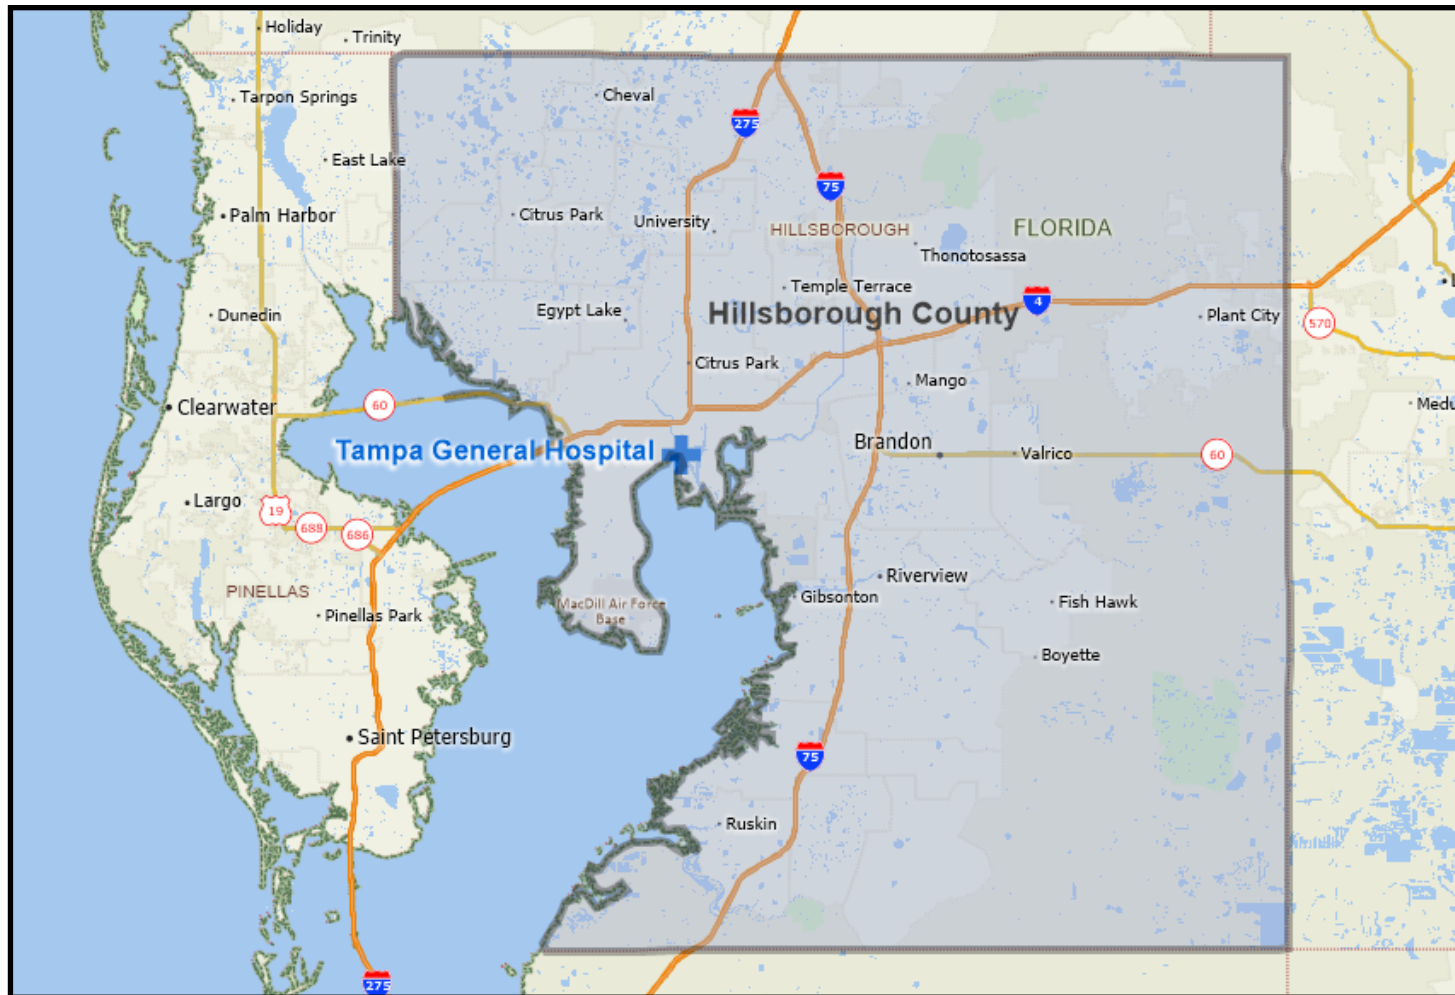 Holiday
Trinity
Tarpon Springs
Cheval
275
East Lake
75
Palm Harbor
Citrus Park
University
HILLSBOROUGH
FLORIDA
Thonotosassa
Temple Terrace
Egypt Lake
Hillsborough County
4
Dunedin
Plant City
570
Citrus Park
Mango
Clearwater
60
Medu
Tampa General Hospital
Brandon
Valrico
60
Largo
19
688
686
PINELLAS
Pinellas Park
MacDill Air Force
Base
Gibsonton
Riverview
Fish Hawk
Boyette
Saint Petersburg
75
Ruskin
275